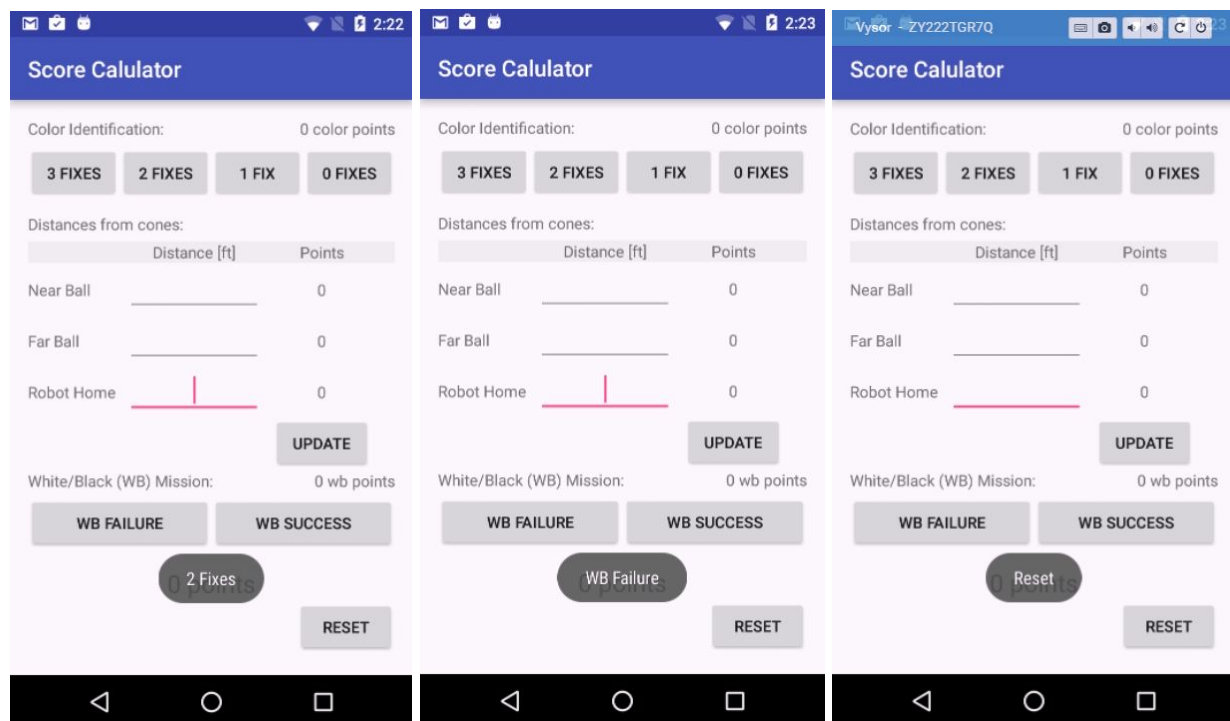 2:22
Score Calulator
Color Identification: 0 color points
3 FIXES 2 FIXES 1 FIX 0 FIXES
Distances from cones:
Distance [ft] Points
Near Ball 0
Far Ball 0
Robot Home 0
UPDATE
White/Black (WB) Mission: 0 wb points
WB FAILURE WB SUCCESS
2 Fixes
0 points
RESET
2:23
Score Calulator
Color Identification: 0 color points
3 FIXES 2 FIXES 1 FIX 0 FIXES
Distances from cones:
Distance [ft] Points
Near Ball 0
Far Ball 0
Robot Home 0
UPDATE
White/Black (WB) Mission: 0 wb points
WB FAILURE WB SUCCESS
WB Failure
0 points
RESET
Vysor - ZY222TGR7Q
Score Calulator
Color Identification: 0 color points
3 FIXES 2 FIXES 1 FIX 0 FIXES
Distances from cones:
Distance [ft] Points
Near Ball 0
Far Ball 0
Robot Home 0
UPDATE
White/Black (WB) Mission: 0 wb points
WB FAILURE WB SUCCESS
Reset
0 points
RESET